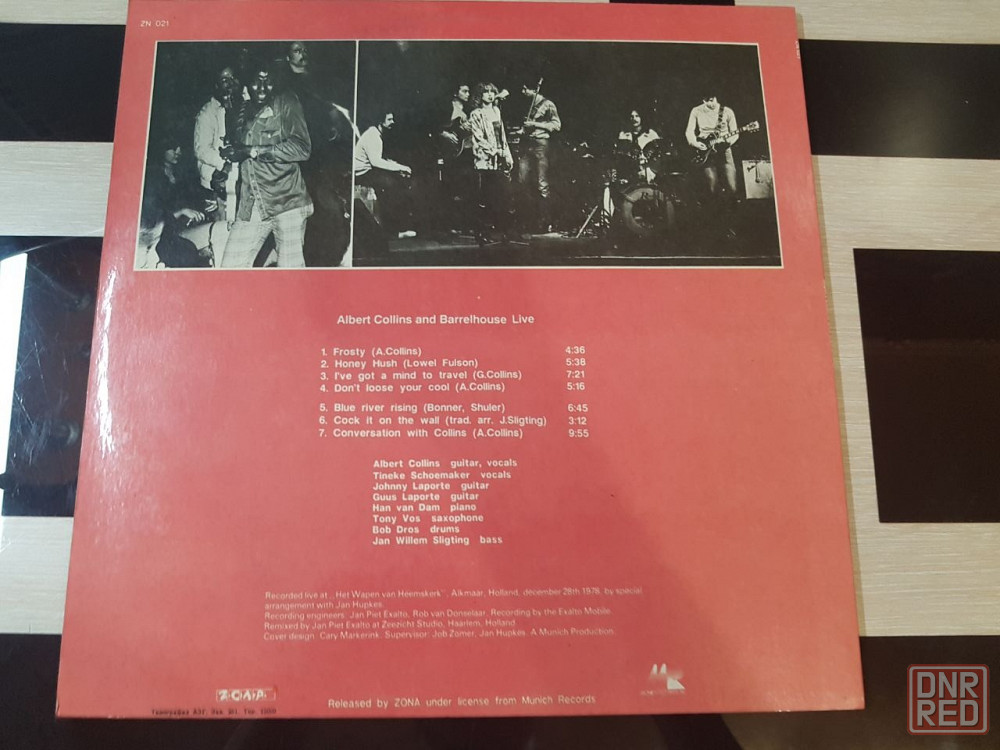 ZN 021
Albert Collins and Barrelhouse Live
1. Frosty (A.Collins) 4:36
2. Honey Hush (Lowel Fulson) 5:38
3. I've got a mind to travel (G.Collins) 7:21
4. Don't loose your cool (A.Collins) 5:16
5. Blue river rising (Bonner, Shuler) 6:45
6. Cock it on the wall (trad. arr. J.Sligting) 3:12
7. Conversation with Collins (A.Collins) 9:55
Albert Collins guitar, vocals
Tineke Schoemaker vocals
Johnny Laporte guitar
Guus Laporte guitar
Han van Dam piano
Tony Vos saxophone
Bob Dros drums
Jan Willem Sligting bass
Recorded live at „Het Wapen van Heemskerk". Alkmaar, Holland, december 28th 1978, by special
arrangement with Jan Hupkes.
Recording engineers: Jan Piet Exalto, Rob van Donselaar, Recording by the Exalto Mobile.
Remixed by Jan Piet Exalto at Zeezicht Studio, Haarlem, Holland
Cover design: Cary Markerink. Supervisor: Job Zomer, Jan Hupkes. A Munich Production.
ZONA
Released by ZONA under license from Munich Records
DNR
RED